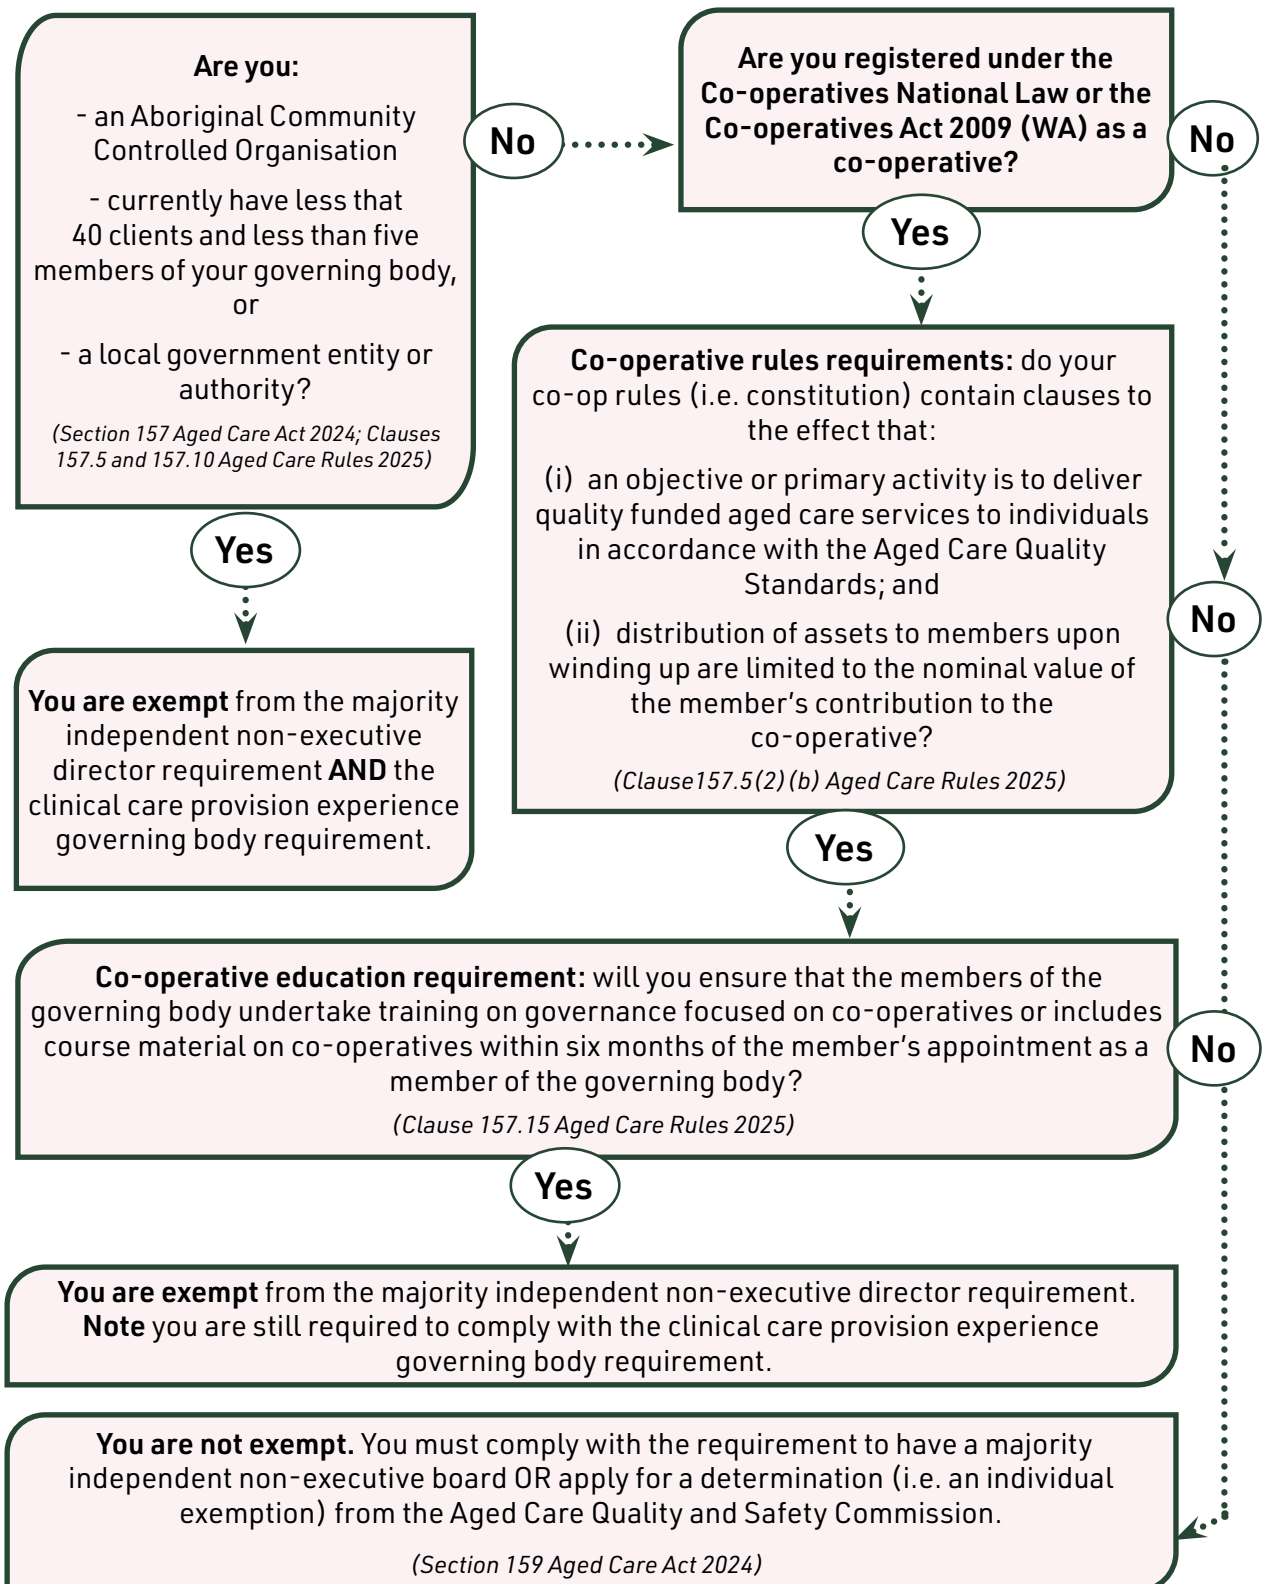 Are you:
- an Aboriginal Community
Controlled Organisation
- currently have less that
40 clients and less than five
members of your governing body,
or
- a local government entity or
authority?
(Section 157 Aged Care Act 2024; Clauses
157.5 and 157.10 Aged Care Rules 2025)
No
Are you registered under the
Co-operatives National Law or the
Co-operatives Act 2009 (WA) as a
co-operative?
No
Yes
Yes
You are exempt from the majority
independent non-executive
director requirement AND the
clinical care provision experience
governing body requirement.
Co-operative rules requirements: do your
co-op rules (i.e. constitution) contain clauses to
the effect that:
(i) an objective or primary activity is to deliver
quality funded aged care services to individuals
in accordance with the Aged Care Quality
Standards; and
(ii) distribution of assets to members upon
winding up are limited to the nominal value of
the member's contribution to the
co-operative?
(Clause157.5(2)(b) Aged Care Rules 2025)
No
Yes
Co-operative education requirement: will you ensure that the members of the
governing body undertake training on governance focused on co-operatives or includes
course material on co-operatives within six months of the member's appointment as a
member of the governing body?
(Clause 157.15 Aged Care Rules 2025)
No
Yes
You are exempt from the majority independent non-executive director requirement.
Note you are still required to comply with the clinical care provision experience
governing body requirement.
You are not exempt. You must comply with the requirement to have a majority
independent non-executive board OR apply for a determination (i.e. an individual
exemption) from the Aged Care Quality and Safety Commission.
(Section 159 Aged Care Act 2024)